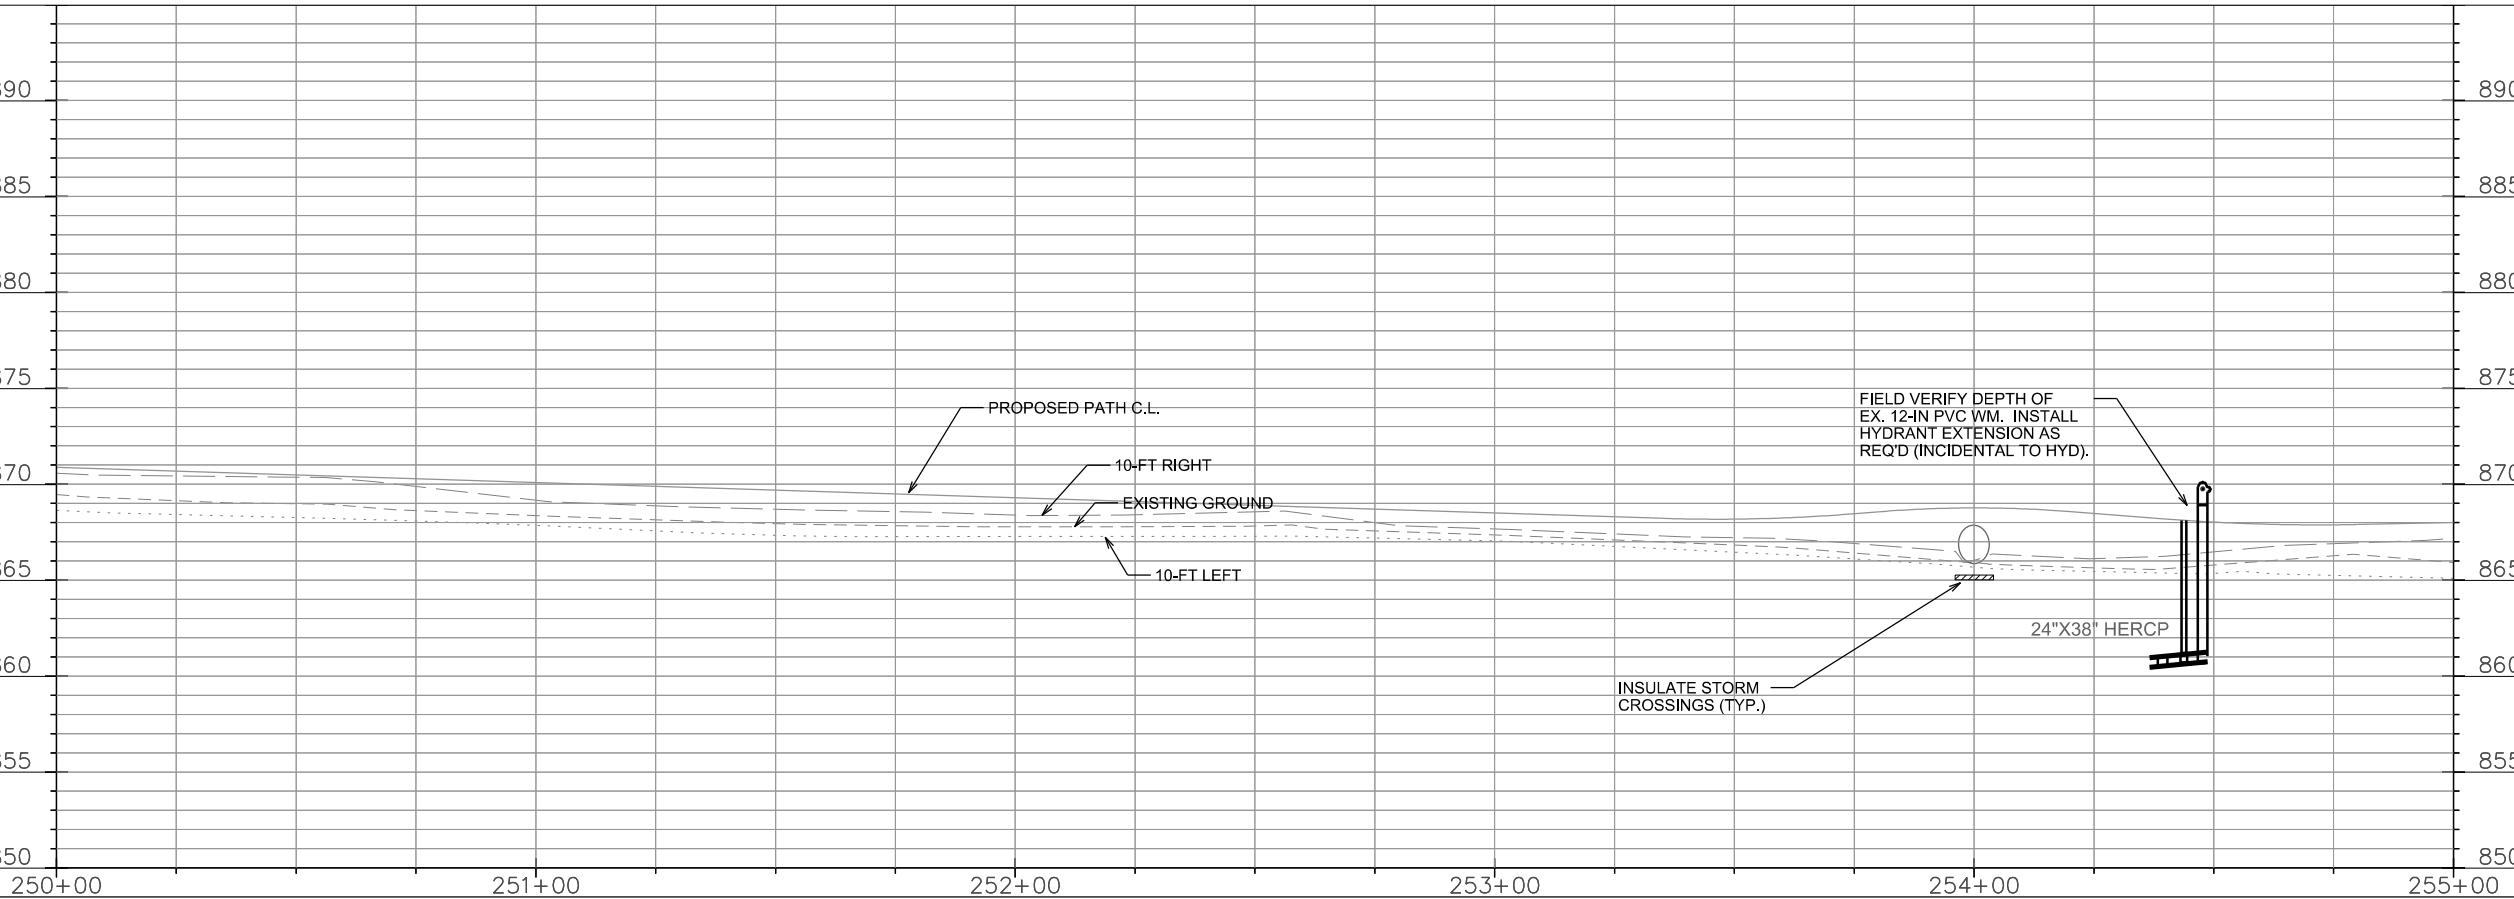 890
890
885
885
880
880
875
875
PROPOSED PATH C.L.
FIELD VERIFY DEPTH OF
EX. 12-IN PVC WM. INSTALL
HYDRANT EXTENSION AS
REQ'D (INCIDENTAL TO HYD).
870
870
10-FT RIGHT
EXISTING GROUND
865
865
10-FT LEFT
24"X38" HERCP
860
860
INSULATE STORM
CROSSINGS (TYP.)
855
855
850
850
250+00
251+00
252+00
253+00
254+00
255+00